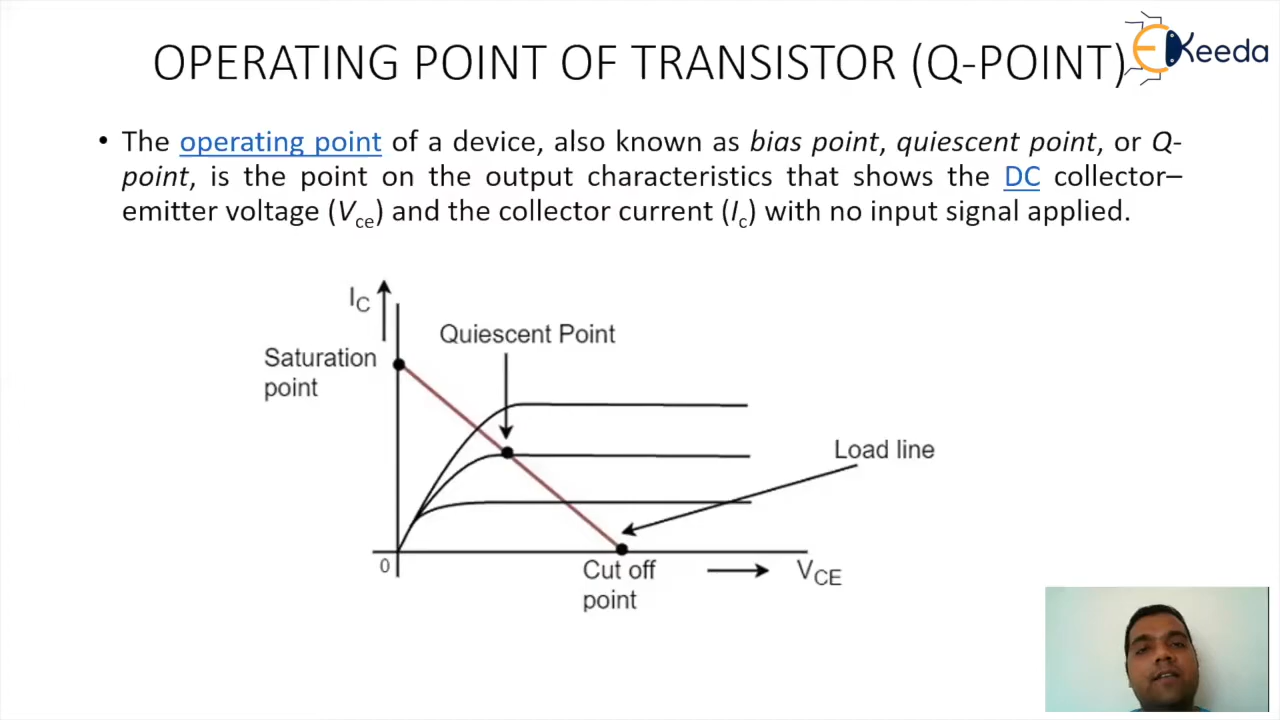 OPERATING POINT OF TRANSISTOR (Q-POINT)
EKeeda
• The operating point of a device, also known as bias point, quiescent point, or Q-
point, is the point on the output characteristics that shows the DC collector–
emitter voltage (Vce) and the collector current (Ic) with no input signal applied.
IC
Quiescent Point
Saturation
point
Load line
0
Cut off
point
VCE